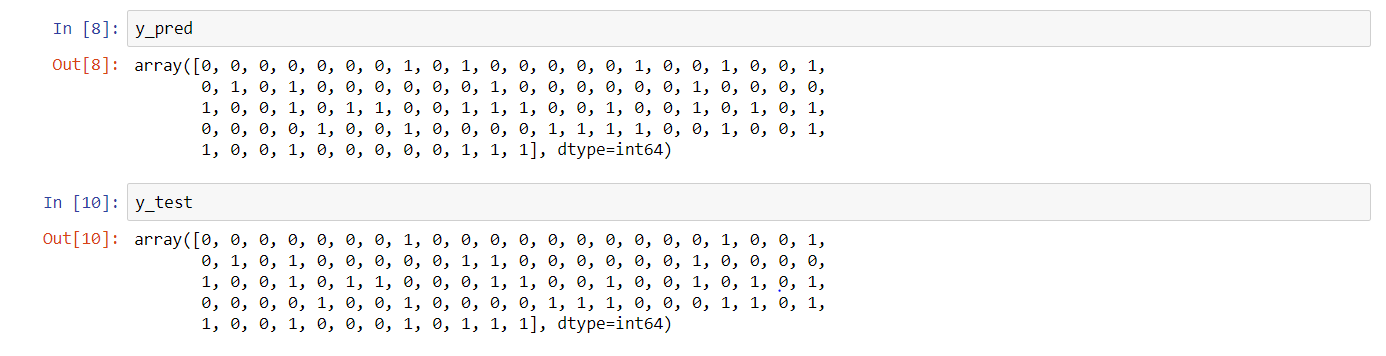 In [8]: y_pred
Out[8]: array([0, 0, 0, 0, 0, 0, 0, 1, 0, 1, 0, 0, 0, 0, 0, 1, 0, 0, 1, 0, 0, 1,
0, 1, 0, 1, 0, 0, 0, 0, 0, 0, 1, 0, 0, 0, 0, 0, 0, 1, 0, 0, 0, 0,
1, 0, 0, 1, 0, 1, 1, 0, 0, 1, 1, 1, 0, 0, 1, 0, 0, 1, 0, 1, 0, 1,
0, 0, 0, 0, 1, 0, 0, 1, 0, 0, 0, 0, 1, 1, 1, 1, 0, 0, 1, 0, 0, 1,
1, 0, 0, 1, 0, 0, 0, 0, 0, 1, 1, 1], dtype=int64)
In [10]: y_test
Out[10]: array([0, 0, 0, 0, 0, 0, 0, 1, 0, 0, 0, 0, 0, 0, 0, 0, 0, 0, 1, 0, 0, 1,
0, 1, 0, 1, 0, 0, 0, 0, 0, 1, 1, 0, 0, 0, 0, 0, 0, 1, 0, 0, 0, 0,
1, 0, 0, 1, 0, 1, 1, 0, 0, 0, 1, 1, 0, 0, 1, 0, 0, 1, 0, 1, 0, 1,
0, 0, 0, 0, 1, 0, 0, 1, 0, 0, 0, 0, 1, 1, 1, 0, 0, 0, 1, 1, 0, 1,
1, 0, 0, 1, 0, 0, 0, 1, 0, 1, 1, 1], dtype=int64)